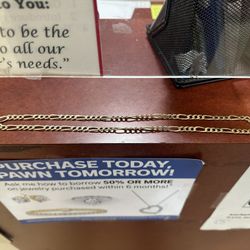 to You:
to be the
to all our
r's needs."
PURCHASE TODAY,
PAWN TOMORROW!
Ask me how to borrow 50% OR MORE
on jewelry purchased within 6 months!